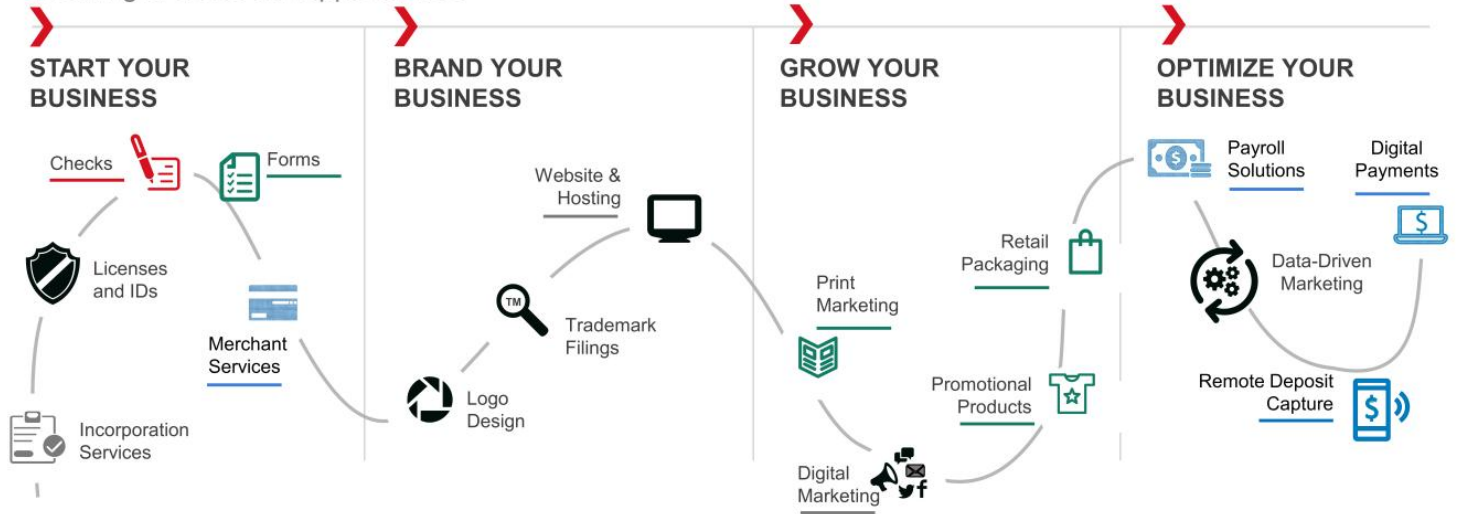 START YOUR
BUSINESS
BRAND YOUR
BUSINESS
GROW YOUR
BUSINESS
OPTIMIZE YOUR
BUSINESS
Checks
Forms
Licenses
and IDs
Merchant
Services
Incorporation
Services
Website &
Hosting
TM
Trademark
Filings
Logo
Design
Print
Marketing
Retail
Packaging
Promotional
Products
Digital
Marketing
Payroll
Solutions
Digital
Payments
Data-Driven
Marketing
Remote Deposit
Capture